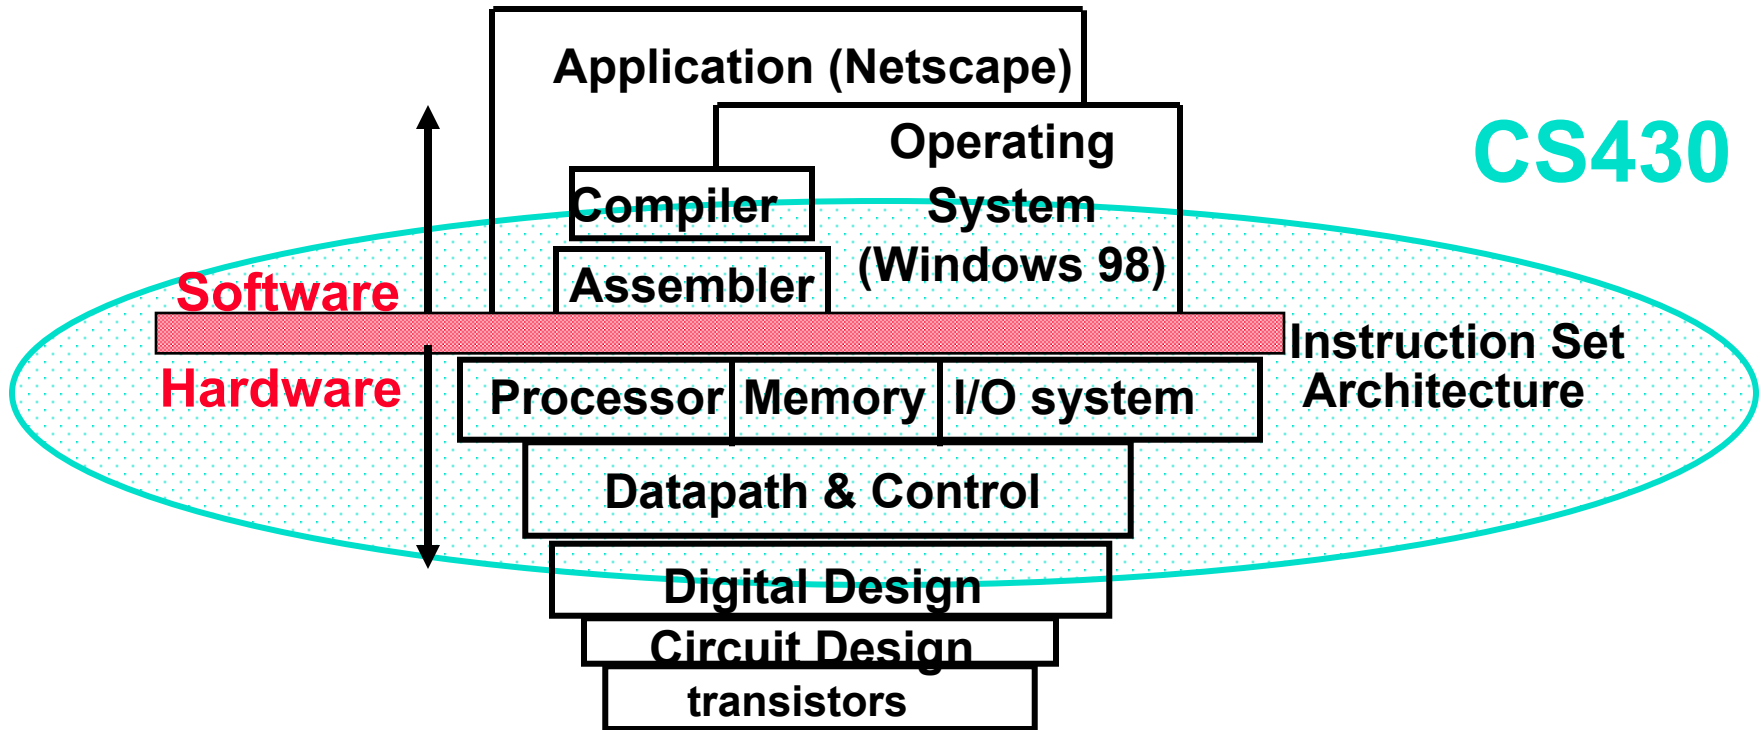 Application (Netscape)
CS430
Operating
System
(Windows 98)
Compiler
Assembler
Software
Hardware
Instruction Set
Architecture
Processor
Memory
I/O system
Datapath & Control
Digital Design
Circuit Design
transistors